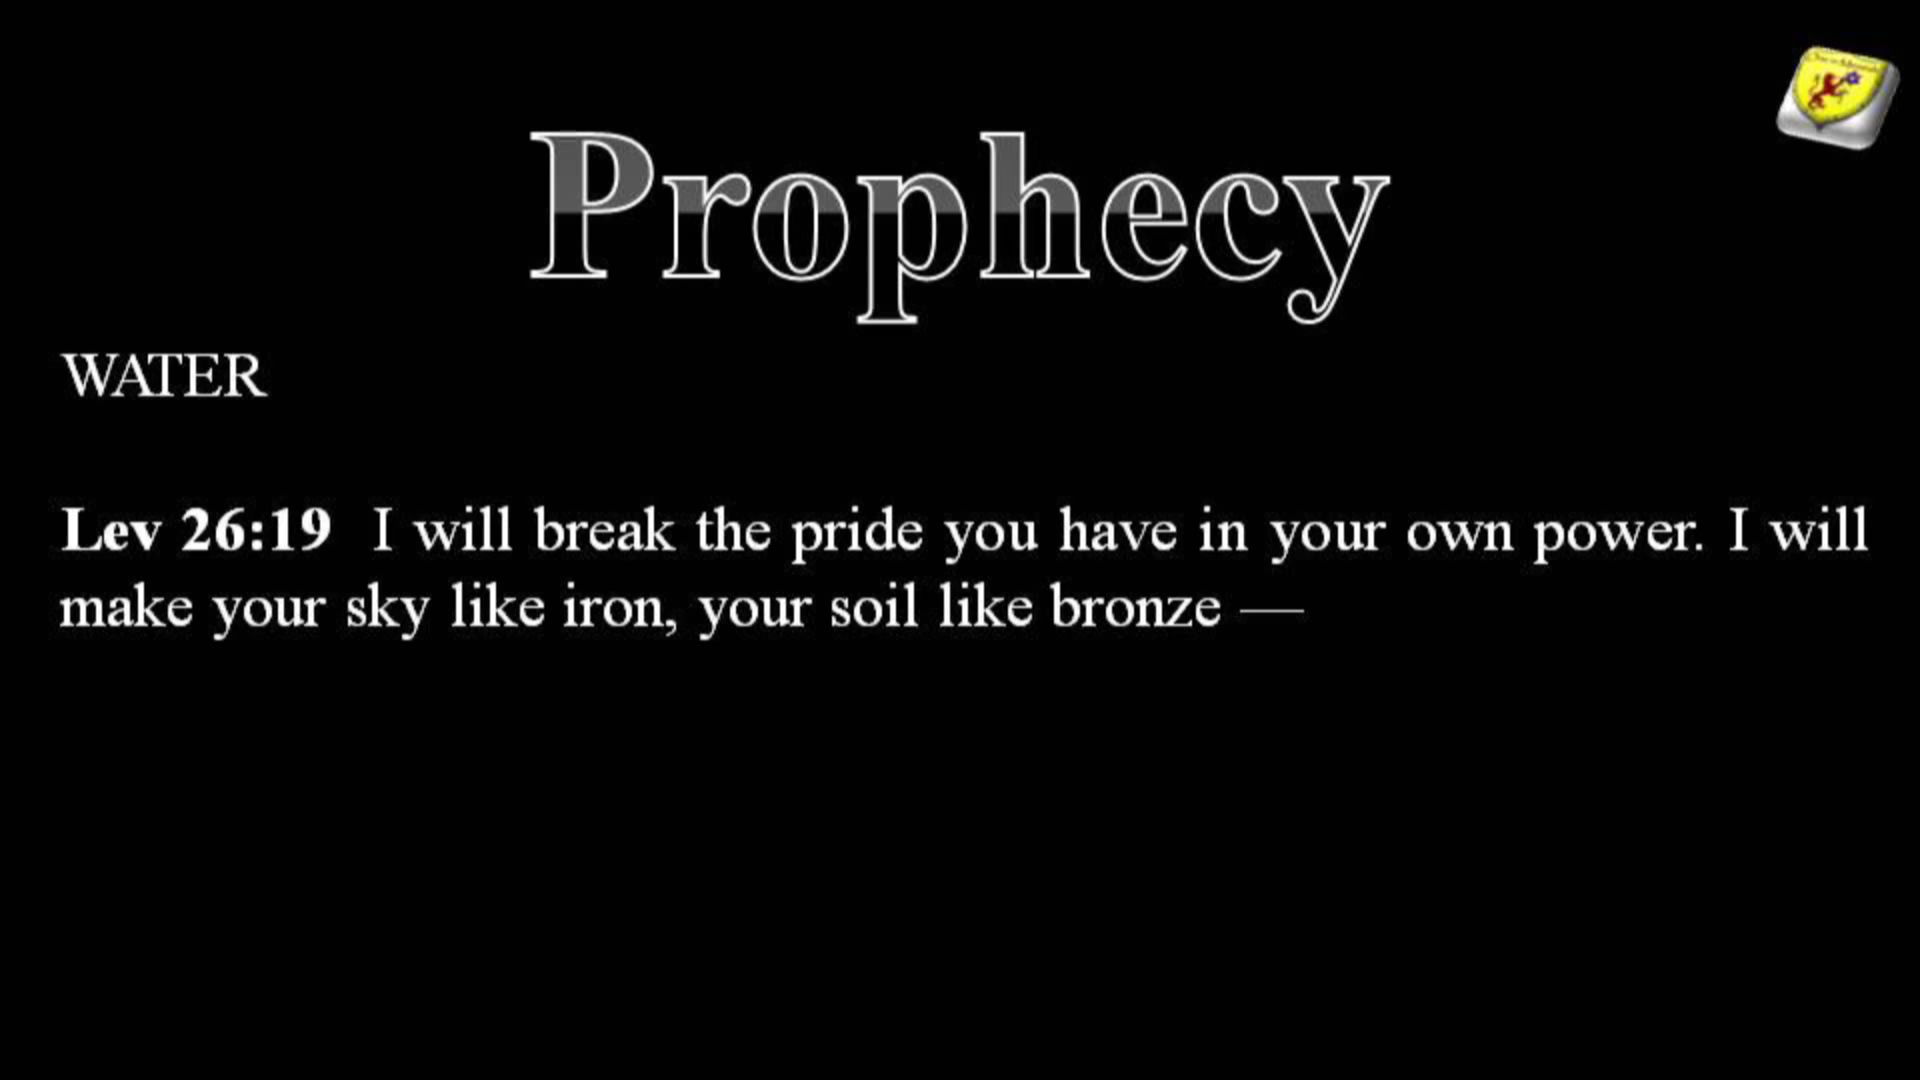 Prophecy
WATER
Lev 26:19 I will break the pride you have in your own power. I will
make your sky like iron, your soil like bronze —